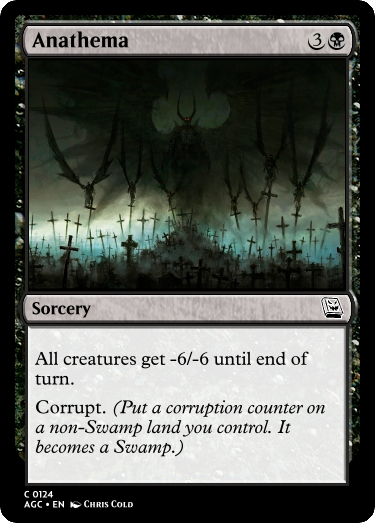 Anathema 3
Sorcery
All creatures get -6/-6 until end of
turn.
Corrupt. (Put a corruption counter on
a non-Swamp land you control. It
becomes a Swamp.)
C 0124
AGC • EN Chris Cold